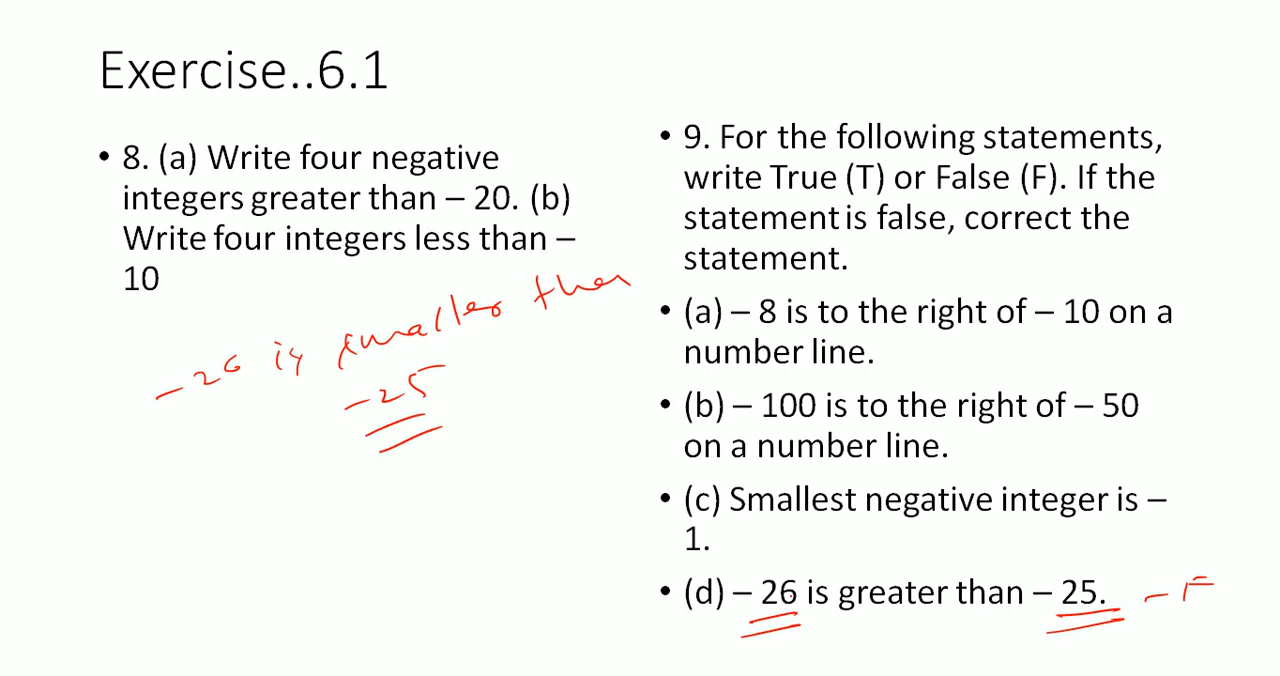 Exercise..6.1
• 8. (a) Write four negative
integers greater than – 20. (b)
Write four integers less than –
10
-26 is smaller then
-25
• 9. For the following statements,
write True (T) or False (F). If the
statement is false, correct the
statement.
• (a) – 8 is to the right of – 10 on a
number line.
• (b) – 100 is to the right of – 50
on a number line.
• (c) Smallest negative integer is –
1.
• (d) – 26 is greater than – 25. - F